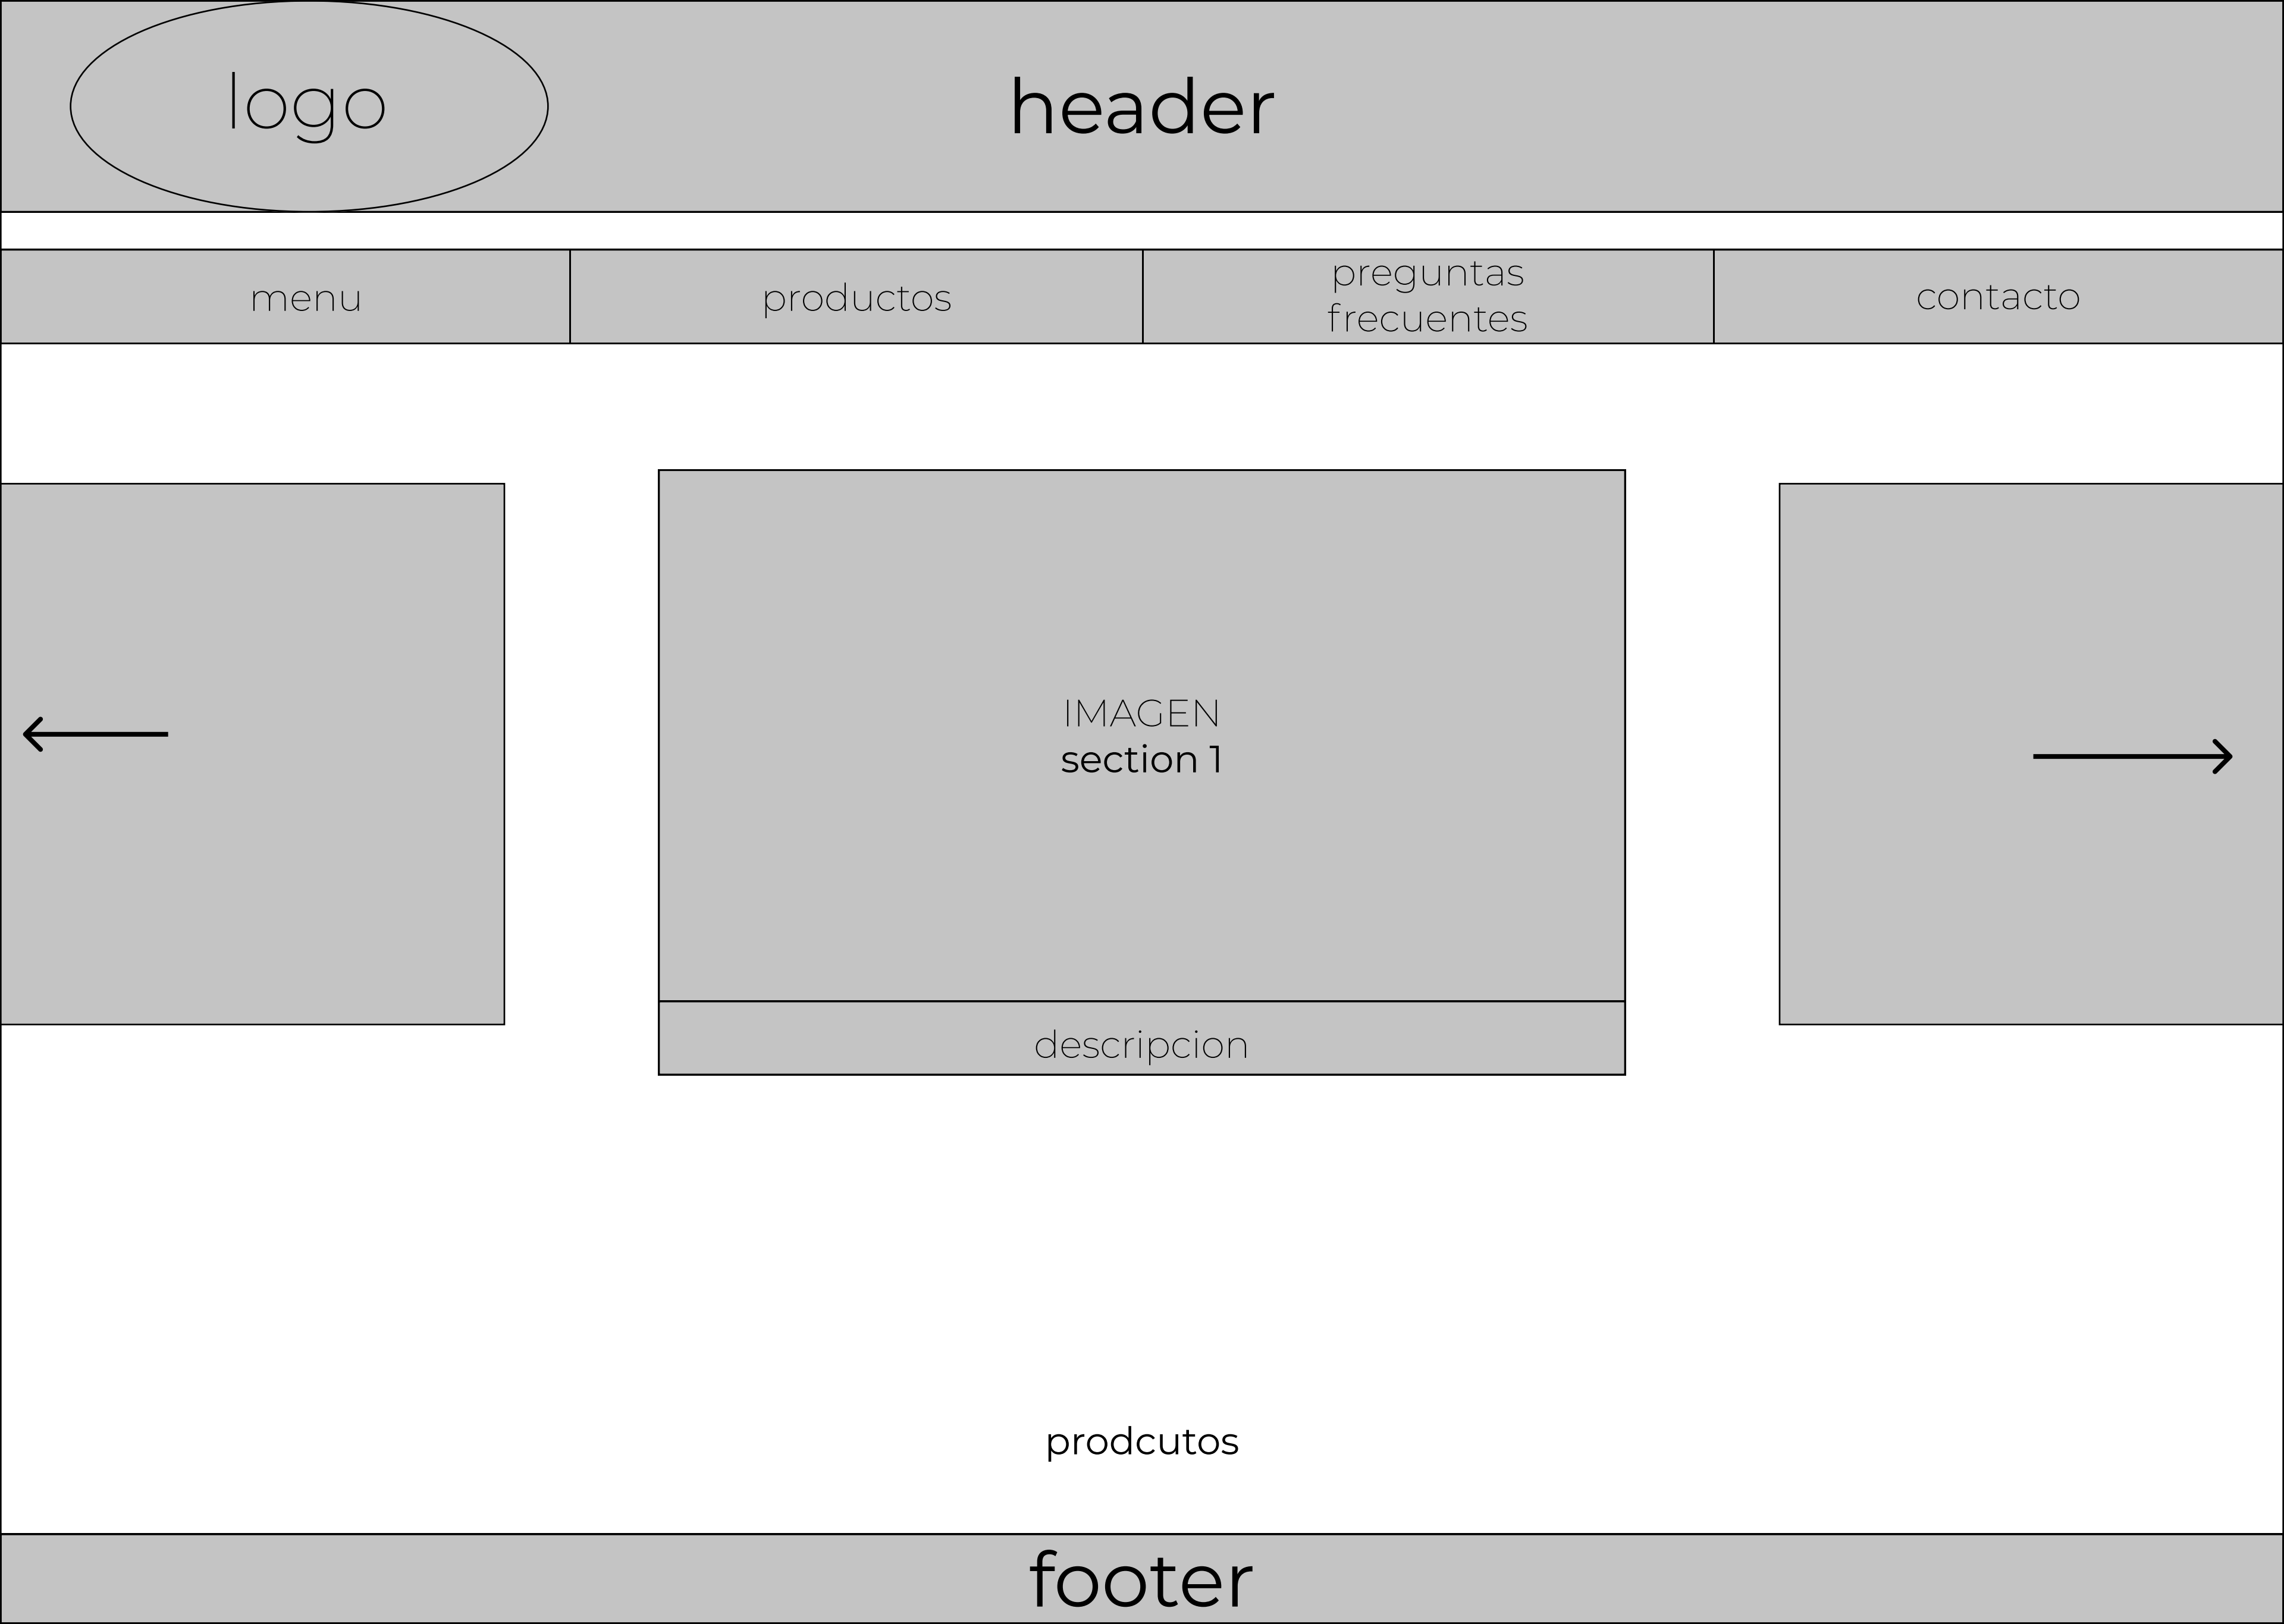 logo
header
menu
productos
preguntas
frecuentes
contacto
IMAGEN
section 1
descripcion
prodcutos
footer